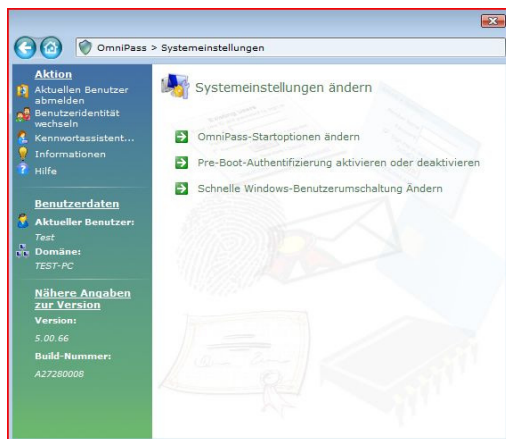 OmniPass > Systemeinstellungen
Aktion
Aktuellen Benutzer
abmelden
Benutzeridentität
wechseln
Kennwortassistent...
Informationen
Hilfe
Benutzerdaten
Aktueller Benutzer:
Test
Domäne:
TEST-PC
Nähere Angaben
zur Version
Version:
5.00.66
Build-Nummer:
A27280008
Systemeinstellungen ändern
OmniPass-Startoptionen ändern
Pre-Boot-Authentifizierung aktivieren oder deaktivieren
Schnelle Windows-Benutzerumschaltung Ändern